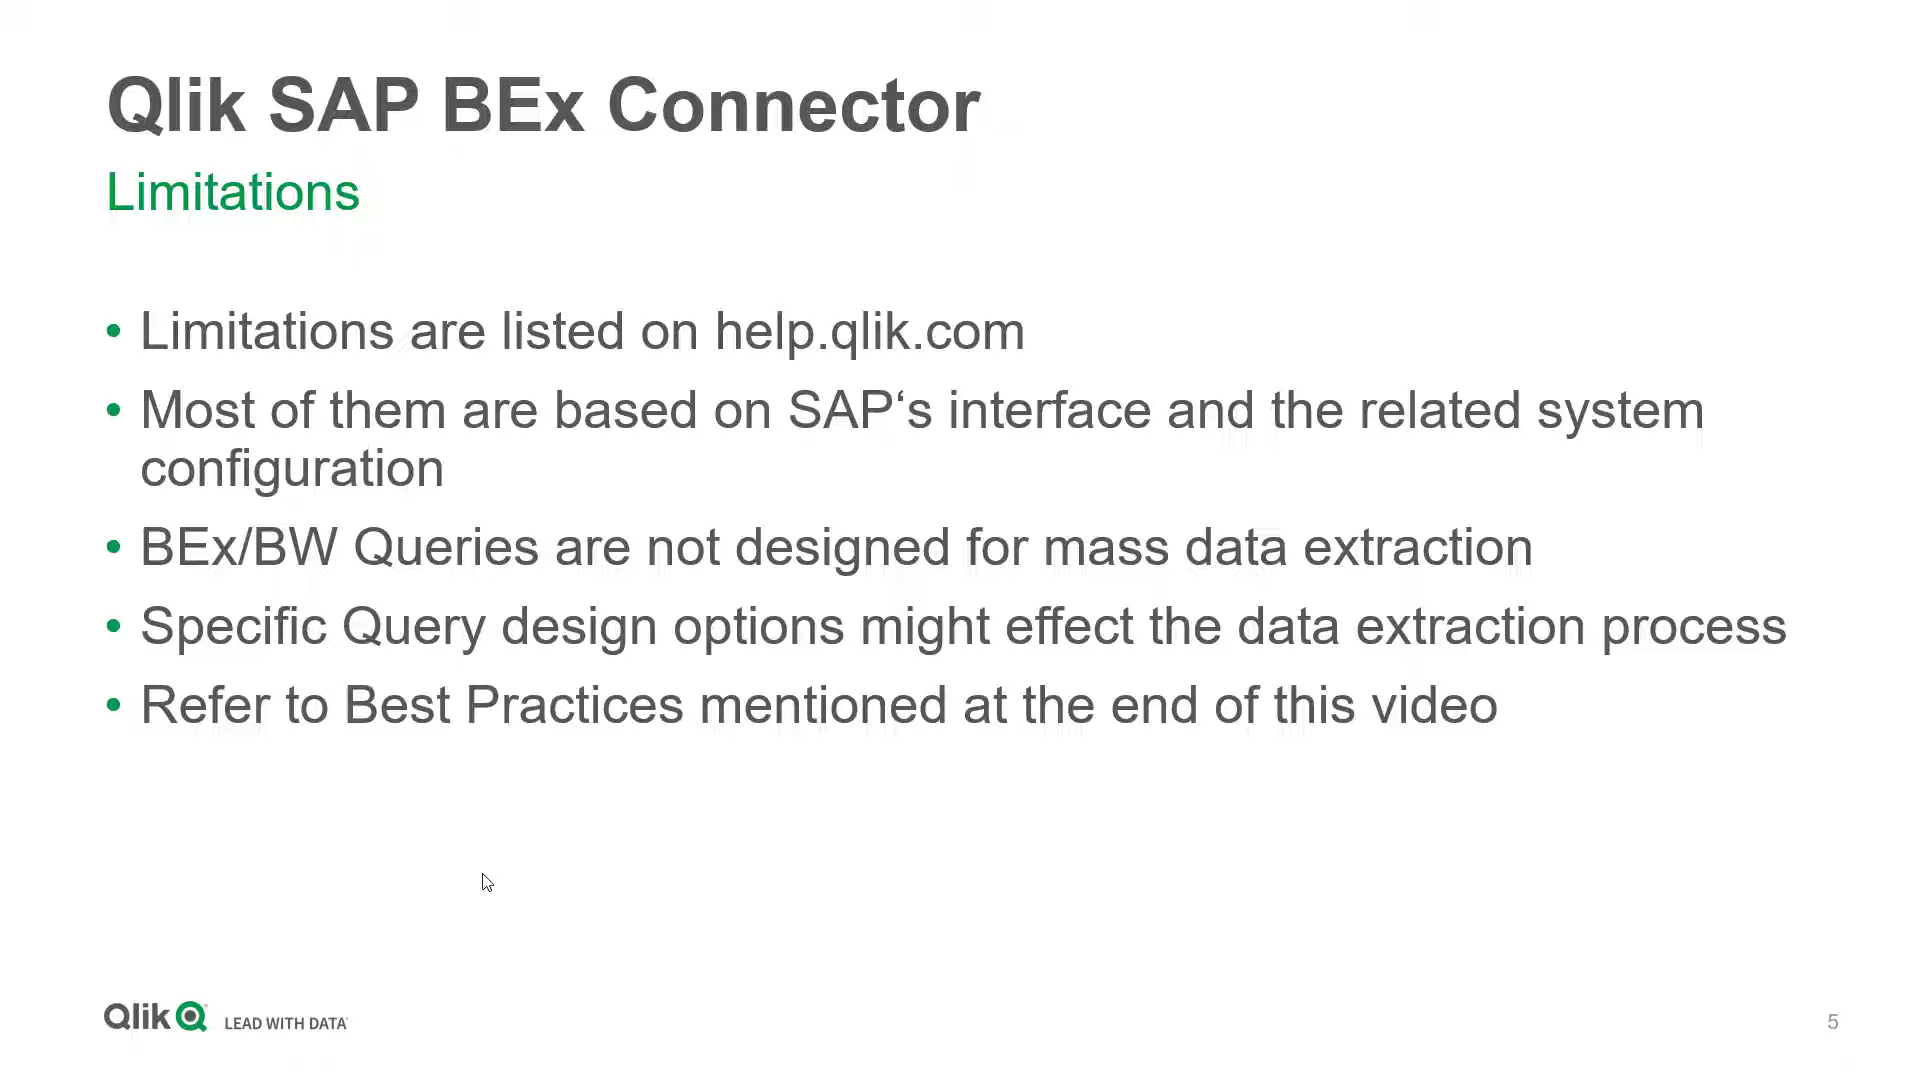 Qlik SAP BEx Connector
Limitations
• Limitations are listed on help.qlik.com
• Most of them are based on SAP‘s interface and the related system
configuration
• BEx/BW Queries are not designed for mass data extraction
• Specific Query design options might effect the data extraction process
• Refer to Best Practices mentioned at the end of this video
Qlik LEAD WITH DATA
5